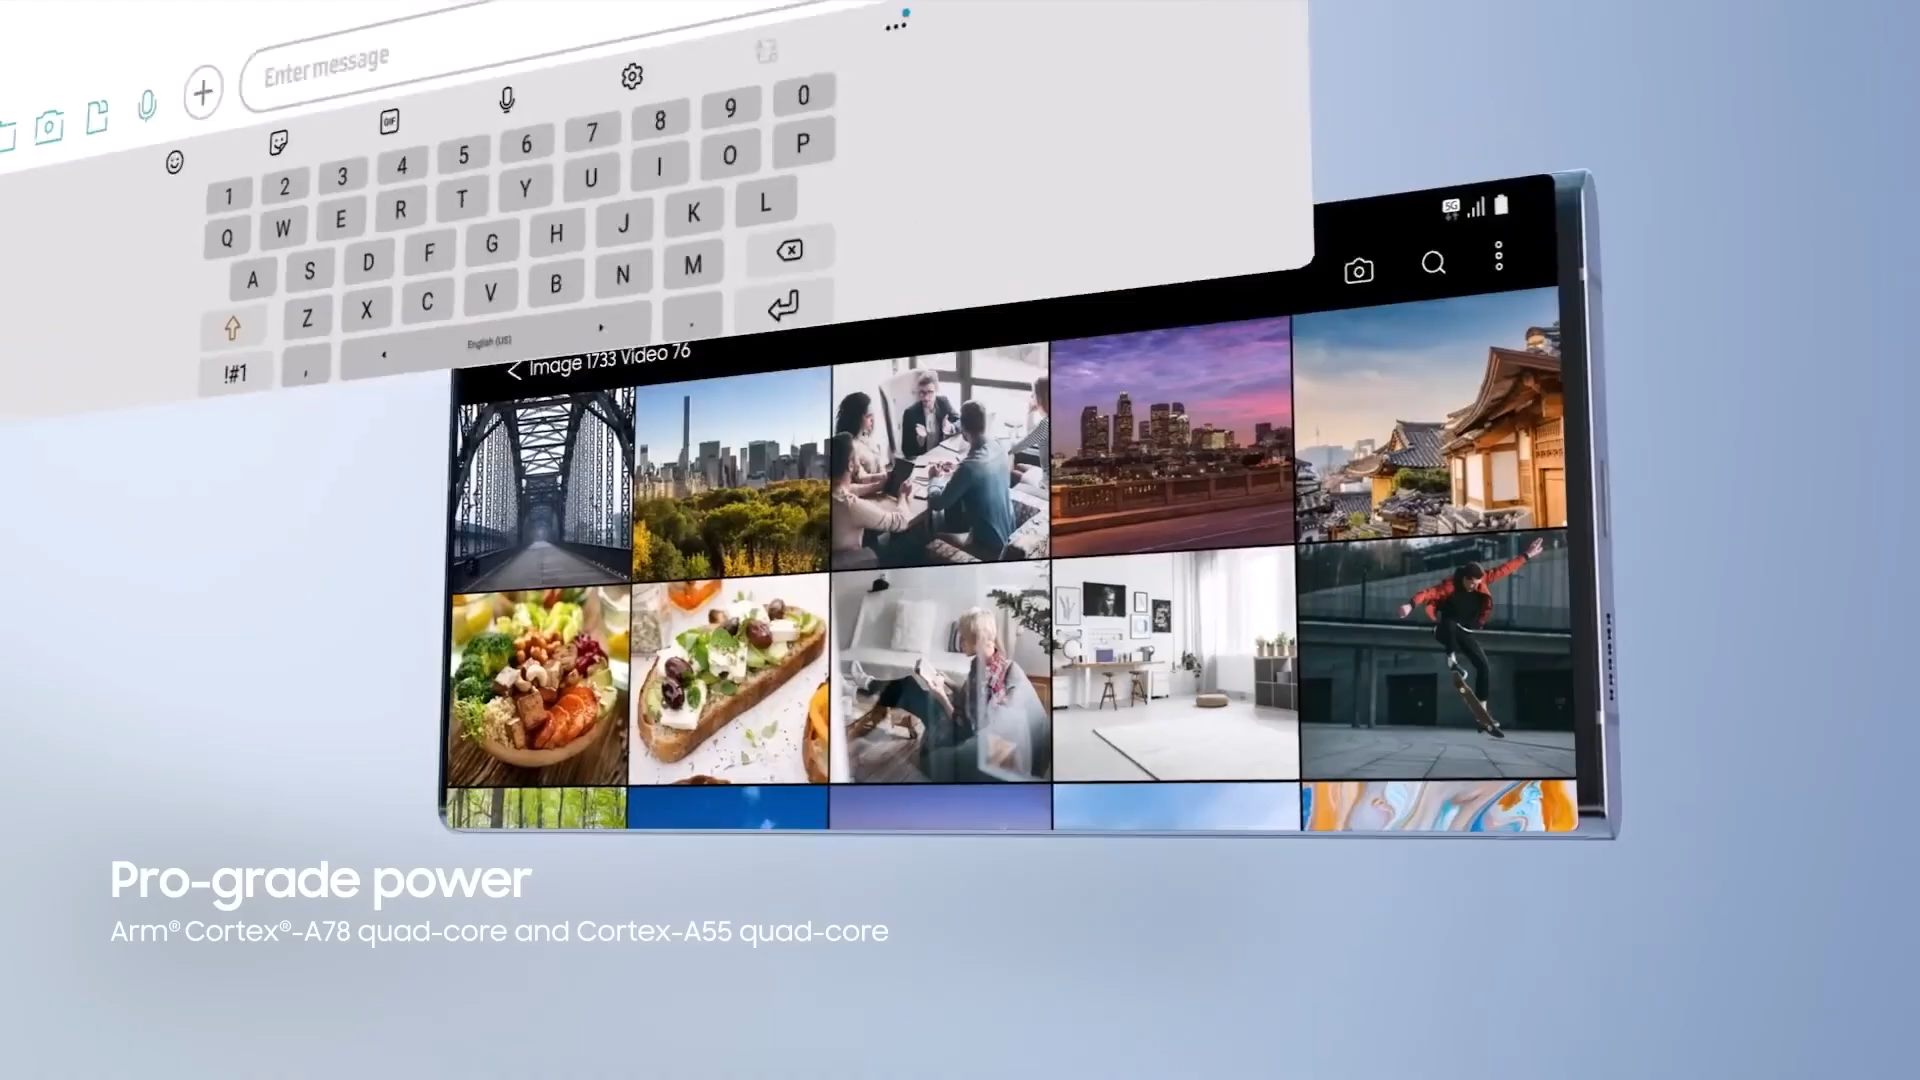 Enter message
GIF
1 2 3 4 5 6 7 8 9 0
Q W E R T Y U I O P
A S D F G H J K L
Z X C V B N M
!#1 , English (US) .
5G
< Image 1733 Video 76
Pro-grade power
Arm® Cortex®-A78 quad-core and Cortex-A55 quad-core